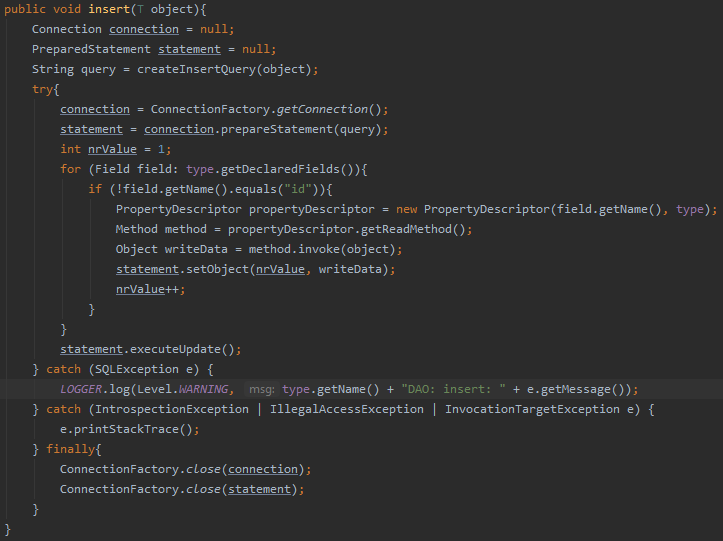 public void insert(T object){
    Connection connection = null;
    PreparedStatement statement = null;
    String query = createInsertQuery(object);
    try{
        connection = ConnectionFactory.getConnection();
        statement = connection.prepareStatement(query);
        int nrValue = 1;
        for (Field field: type.getDeclaredFields()){
            if (!field.getName().equals("id")){
                PropertyDescriptor propertyDescriptor = new PropertyDescriptor(field.getName(), type);
                Method method = propertyDescriptor.getReadMethod();
                Object writeData = method.invoke(object);
                statement.setObject(nrValue, writeData);
                nrValue++;
            }
        }
        statement.executeUpdate();
    } catch (SQLException e) {
        LOGGER.log(Level.WARNING, msg: type.getName() + "DAO: insert: " + e.getMessage());
    } catch (IntrospectionException | IllegalAccessException | InvocationTargetException e) {
        e.printStackTrace();
    } finally{
        ConnectionFactory.close(connection);
        ConnectionFactory.close(statement);
    }
}